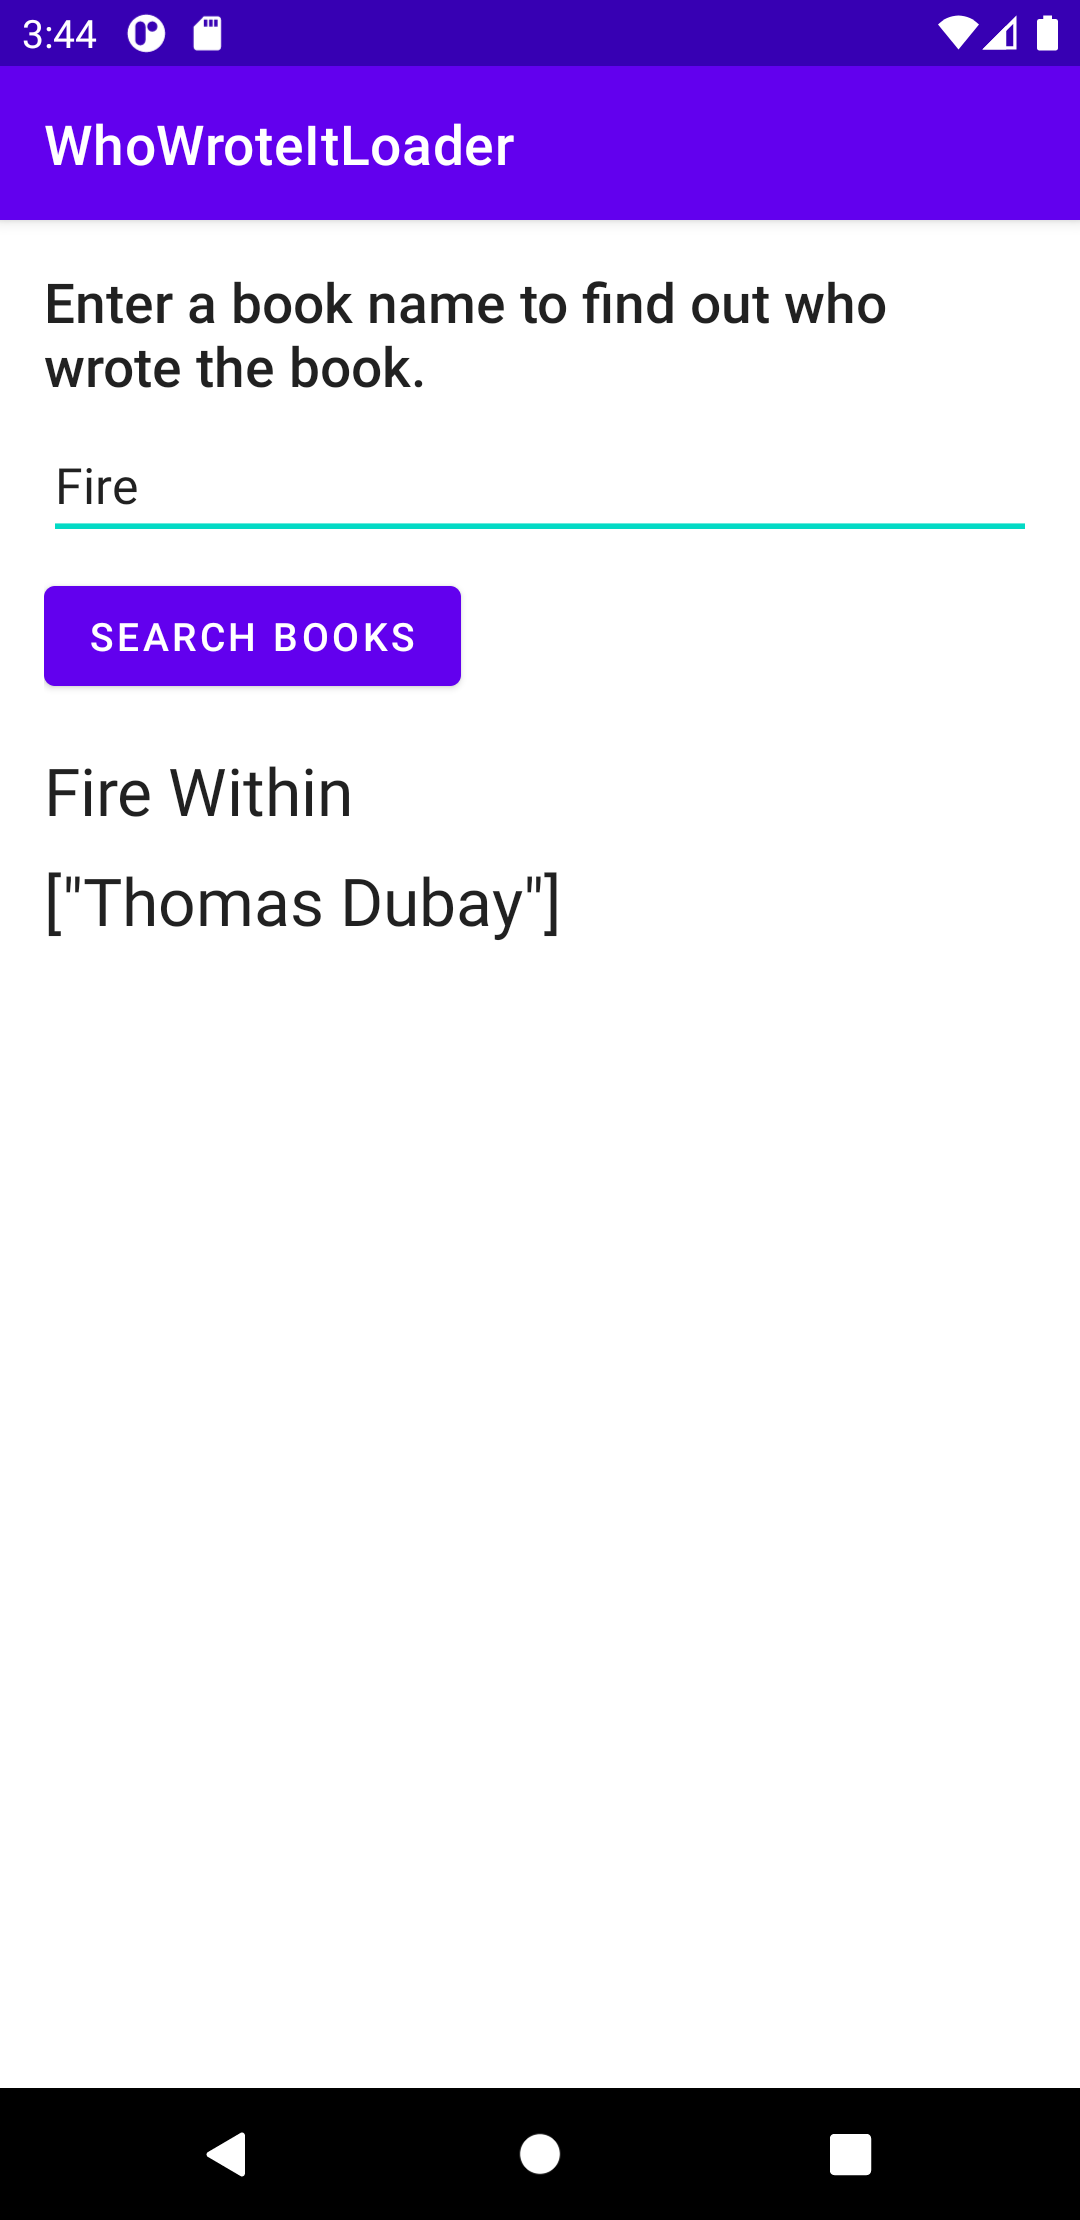 3:44
WhoWroteItLoader
Enter a book name to find out who
wrote the book.
Fire
SEARCH BOOKS
Fire Within
["Thomas Dubay"]